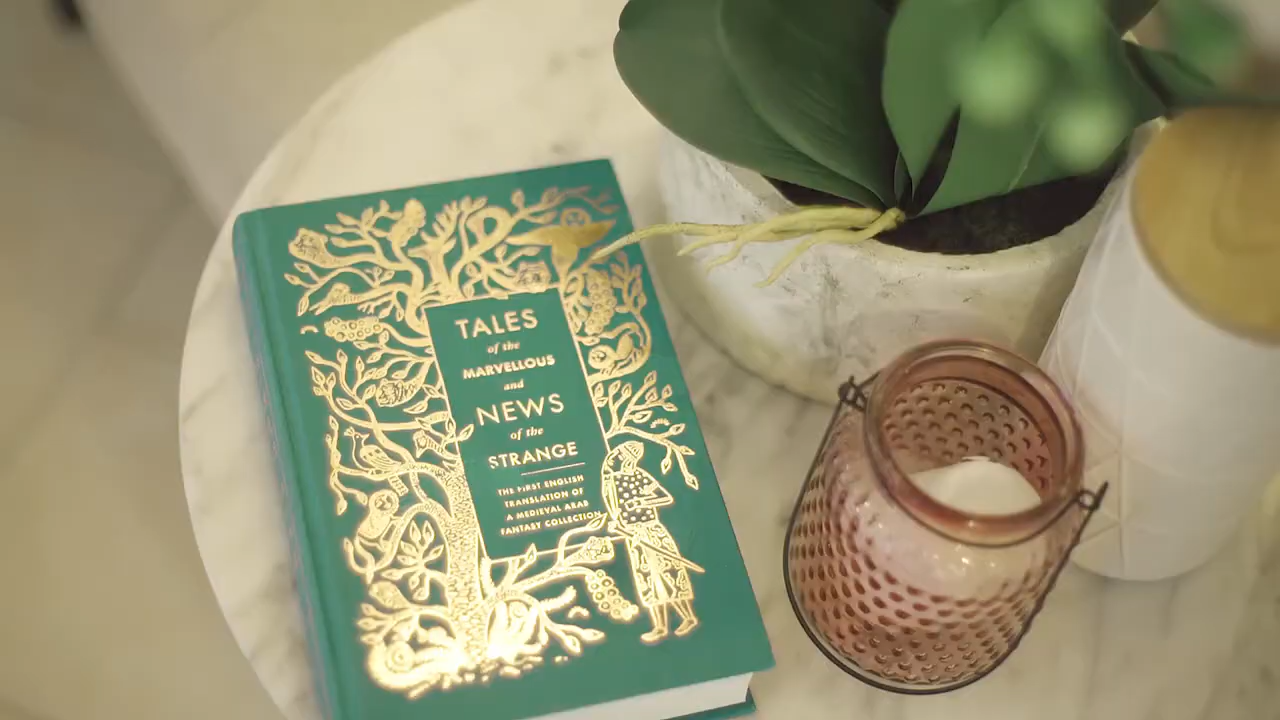 TALES
of the
MARVELLOUS
and
NEWS
of the
STRANGE
THE FIRST ENGLISH
TRANSLATION OF
A MEDIEVAL ARAB
FANTASY COLLECTION